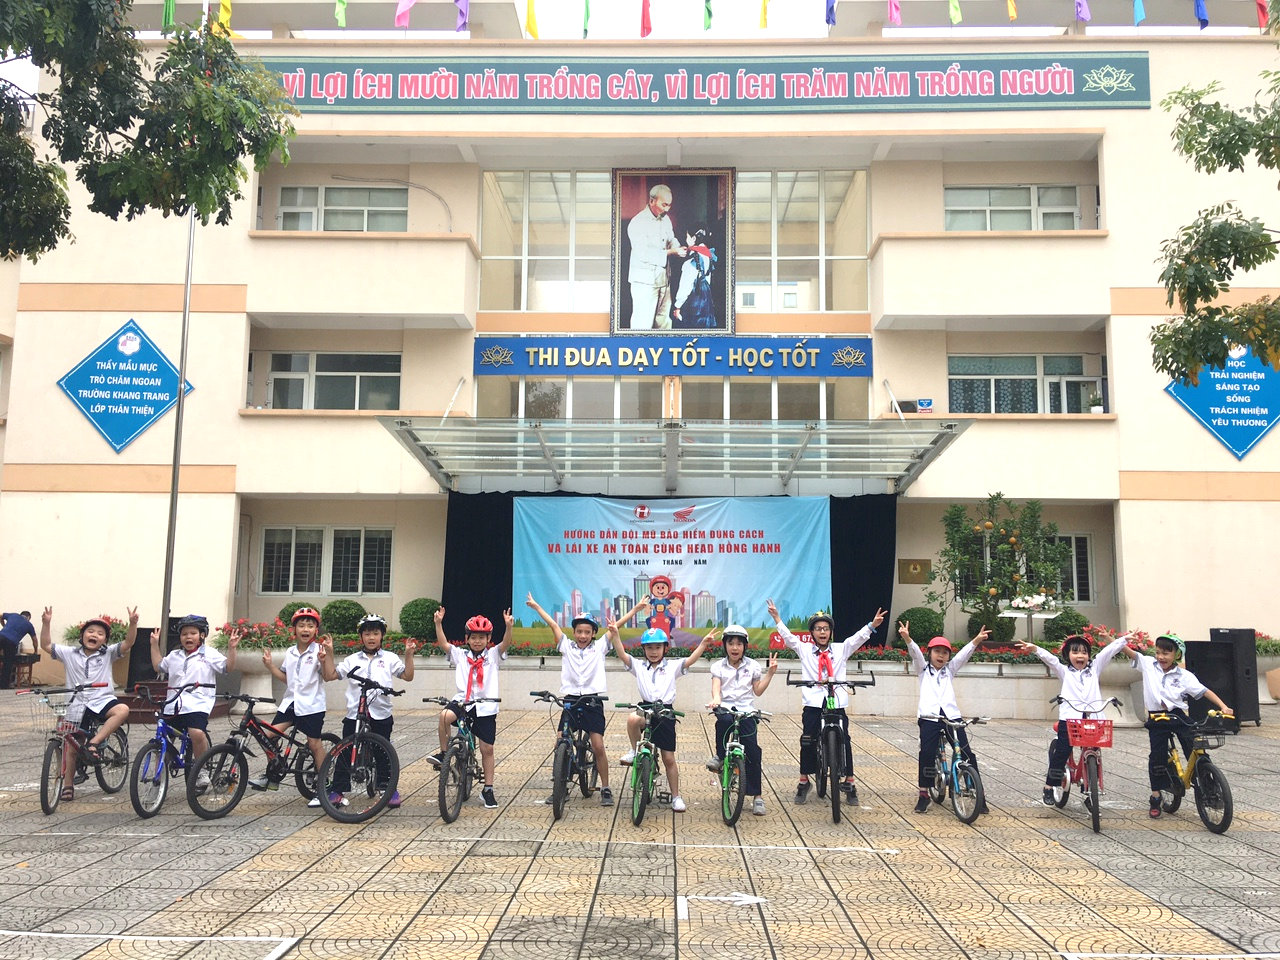 VÌ LỢI ÍCH MƯỜI NĂM TRỒNG CÂY, VÌ LỢI ÍCH TRĂM NĂM TRỒNG NGƯỜI
THI ĐUA DẠY TỐT - HỌC TỐT
THẦY MẪU MỰC
TRÒ CHĂM NGOAN
TRƯỜNG KHANG TRANG
LỚP THÂN THIỆN
HỌC
TRẢI NGHIỆM
SÁNG TẠO
SỐNG
TRÁCH NHIỆM
YÊU THƯƠNG
HONDA
HƯỚNG DẪN ĐỘI MŨ BẢO HIỂM ĐÚNG CÁCH
VÀ LÁI XE AN TOÀN CÙNG HEAD HỒNG HẠNH
HÀ NỘI, NGÀY THÁNG NĂM